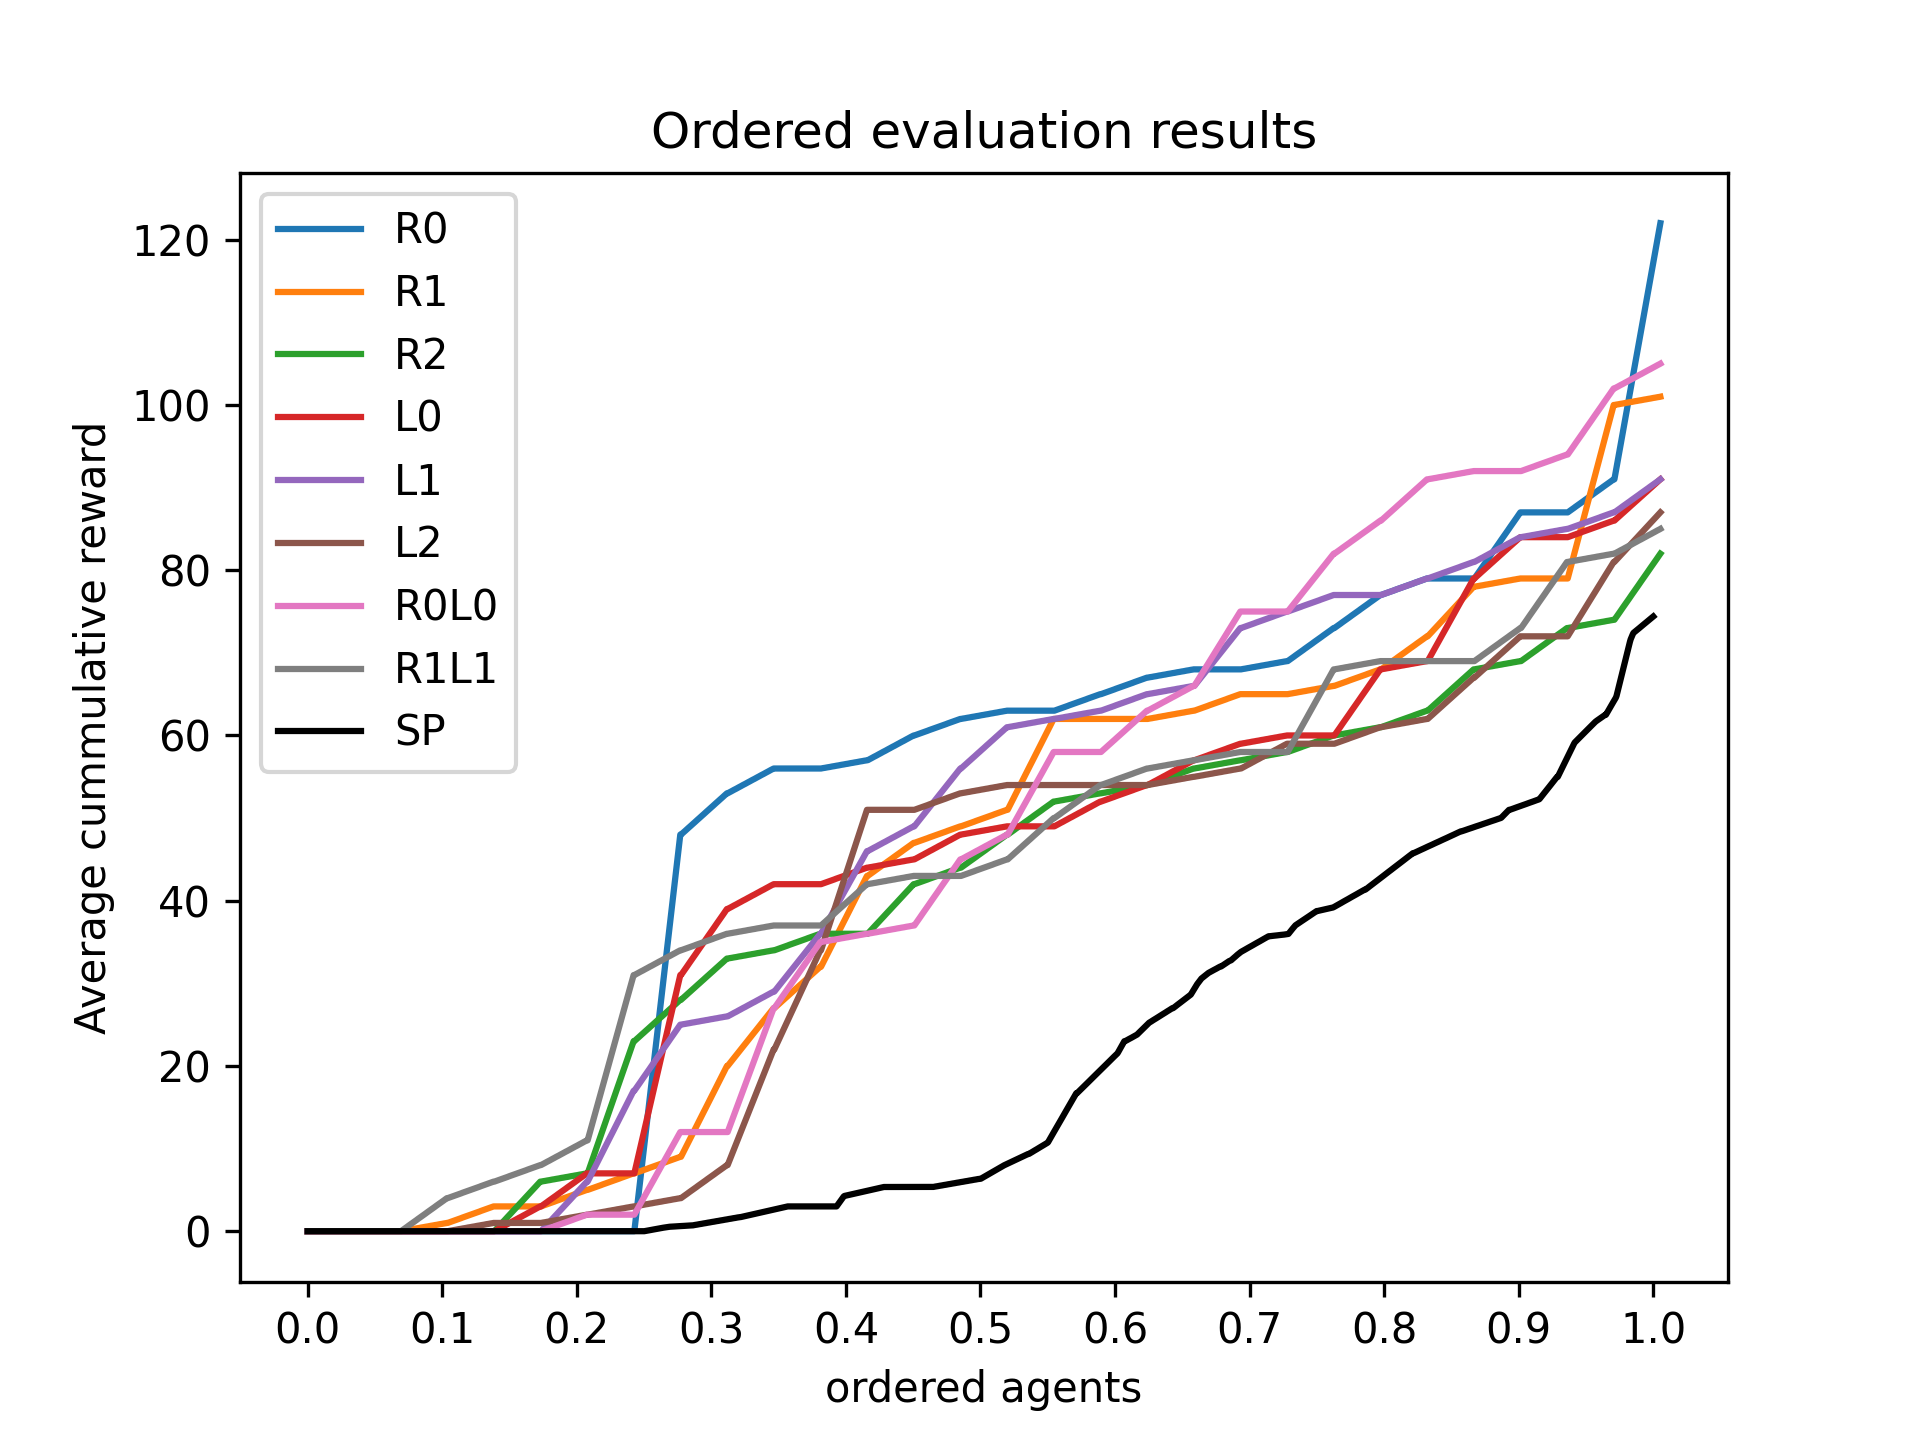 Ordered evaluation results
R0
R1
R2
L0
L1
L2
R0L0
R1L1
SP
Average cummulative reward
120
100
80
60
40
20
0
0.0 0.1 0.2 0.3 0.4 0.5 0.6 0.7 0.8 0.9 1.0
ordered agents